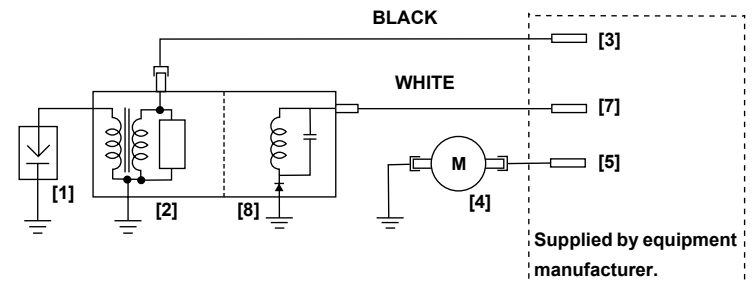 BLACK
[3]
WHITE
[7]
[5]
M
[1]
[2]
[8]
[4]
Supplied by equipment
manufacturer.